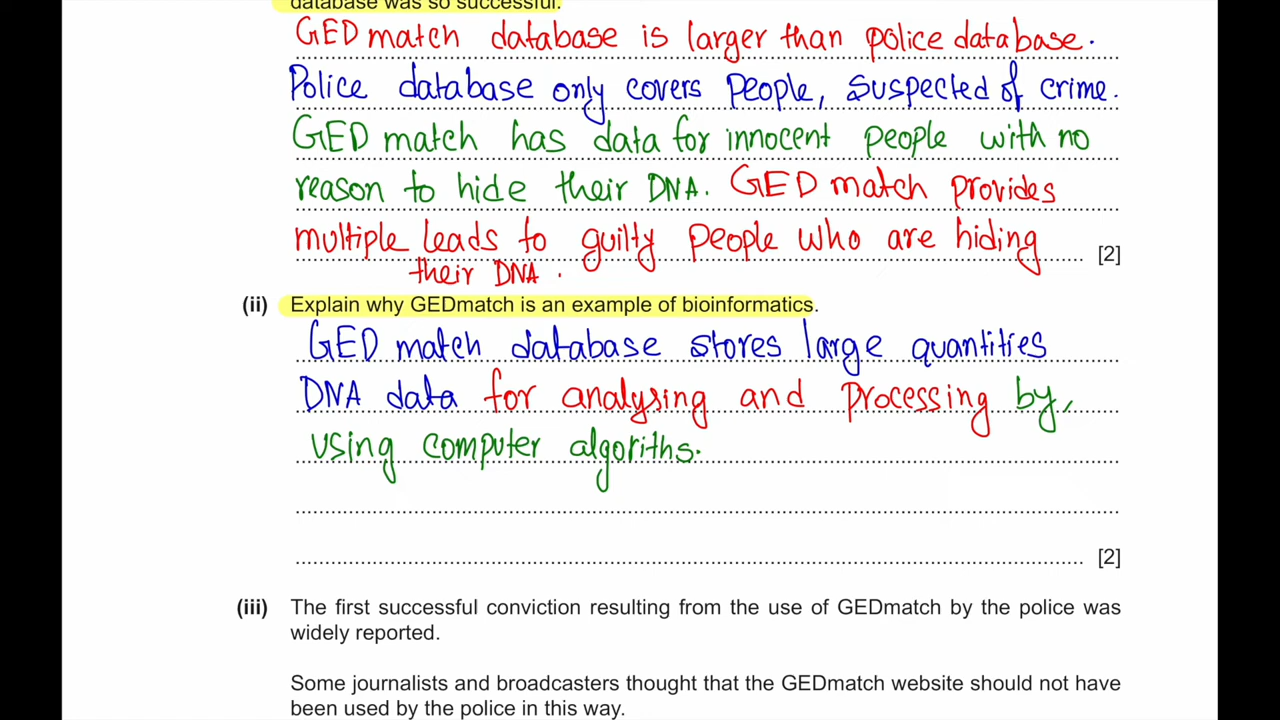 database was so successful.
GED match database is larger than police database.
Police database only covers People, suspected of crime.
GED match has data for innocent people with no
reason to hide their DNA. GED match provides
multiple leads to guilty people who are hiding
their DNA. [2]
(ii) Explain why GEDmatch is an example of bioinformatics.
GED match database stores large quantities
DNA data for analysing and processing by,
using computer algoriths.
[2]
(iii) The first successful conviction resulting from the use of GEDmatch by the police was
widely reported.
Some journalists and broadcasters thought that the GEDmatch website should not have
been used by the police in this way.